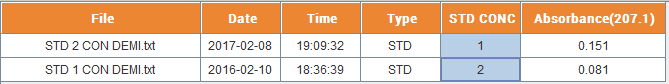 File Date Time Type STD CONC Absorbance(207.1)
STD 2 CON DEMI.txt 2017-02-08 19:09:32 STD 1 0.151
STD 1 CON DEMI.txt 2016-02-10 18:36:39 STD 2 0.081